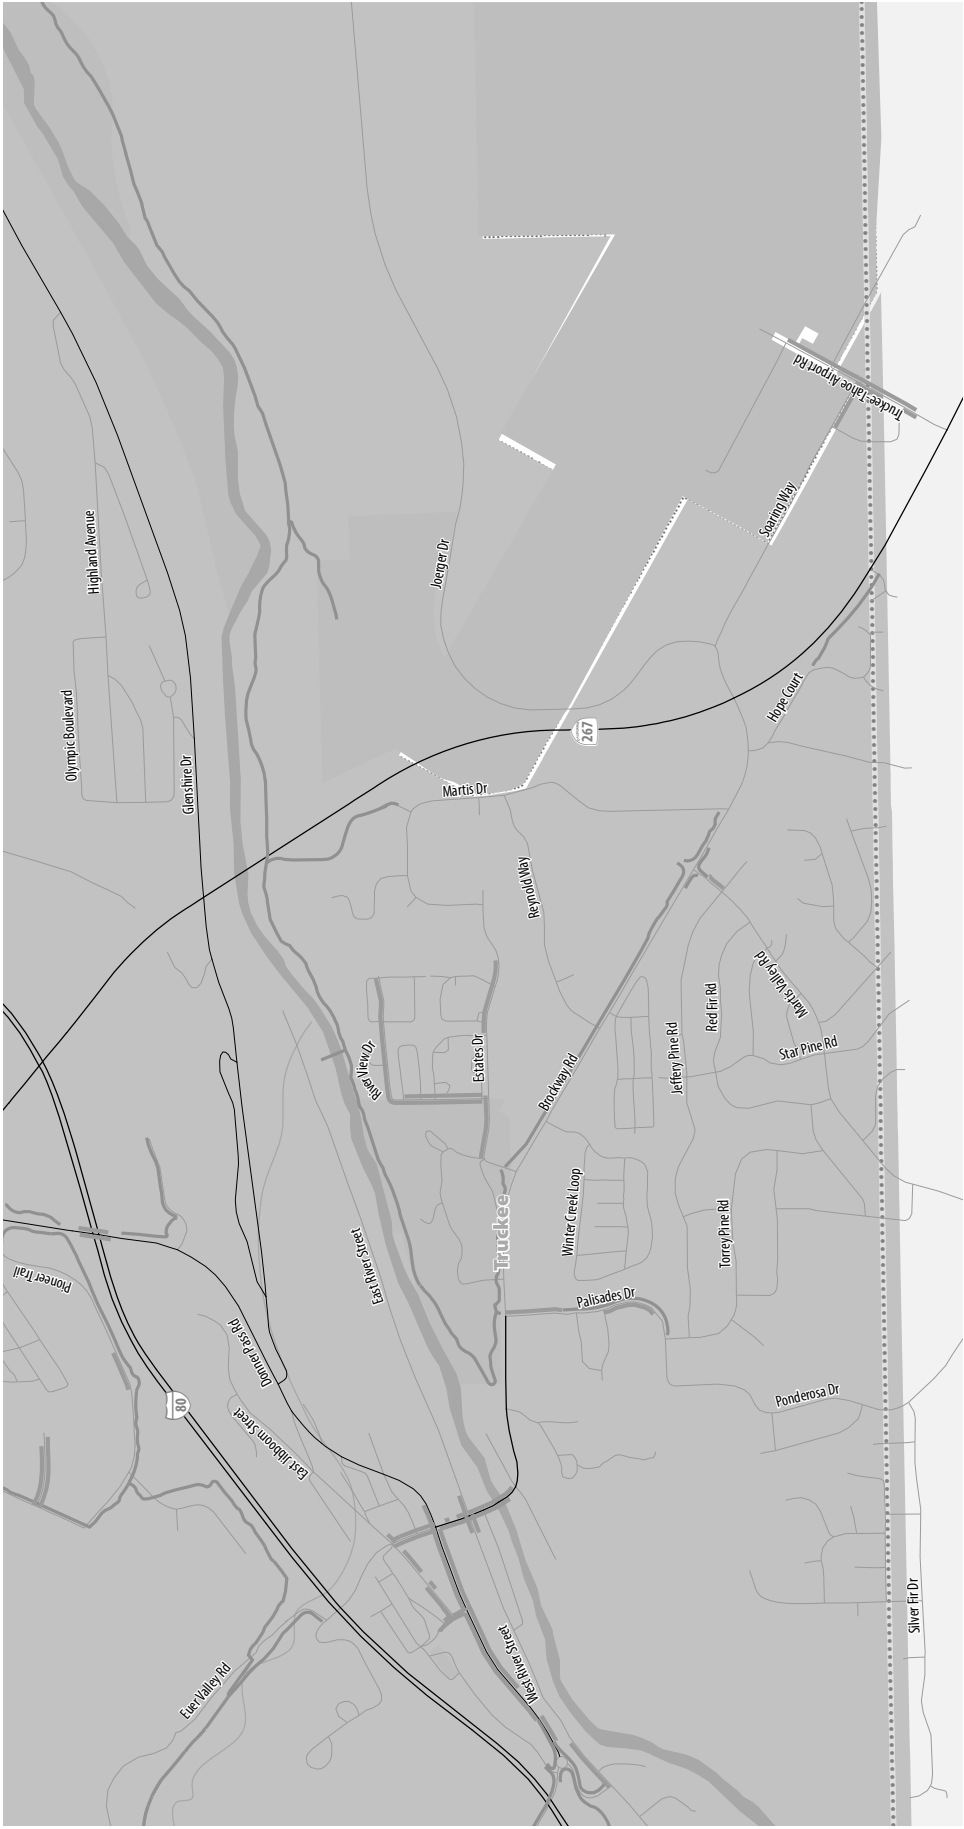 Truckee-Tahoe Airport Rd
Soaring Way
Highland Avenue
Joerger Dr
Olympic Boulevard
Hope Court
267
Glenshire Dr
Martis Dr
Reynold Way
Martis Valley Rd
Red Fir Rd
Star Pine Rd
Jeffery Pine Rd
Estates Dr
River View Dr
Brockway Rd
Truckee
Winter Creek Loop
Torrey Pine Rd
East River Street
Pioneer Trail
Palisades Dr
Donner Pass Rd
80
Ponderosa Dr
East Jibboom Street
Silver Fir Dr
West River Street
Euer Valley Rd